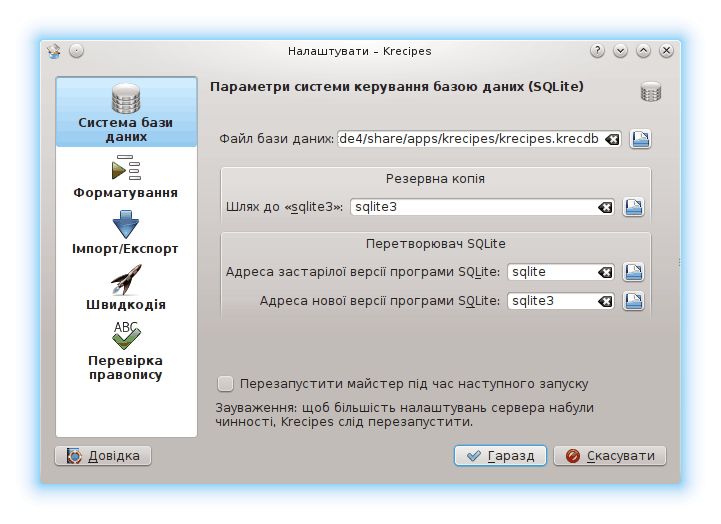 Налаштувати – Krecipes
Система бази
даних
Форматування
Імпорт/Експорт
Швидкодія
ABC
Перевірка
правопису
Параметри системи керування базою даних (SQLite)
Файл бази даних: de4/share/apps/krecipes/krecipes.krecdb
Резервна копія
Шлях до «sqlite3»: sqlite3
Перетворювач SQLite
Адреса застарілої версії програми SQLite: sqlite
Адреса нової версії програми SQLite: sqlite3
Перезапустити майстер під час наступного запуску
Зауваження: щоб більшість налаштувань сервера набули
чинності, Krecipes слід перезапустити.
Довідка
Гаразд
Скасувати